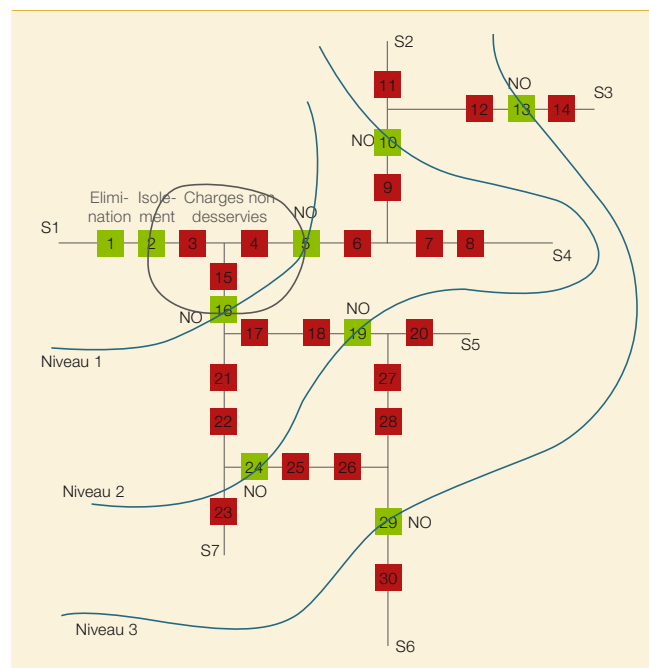 S2
11
NO
S3
12
13
14
NO
10
Elimi-
nation
Isole-
ment
Charges non
desservies
9
NO
S1
1
2
3
4
5
6
7
8
S4
15
NO
16
NO
17
18
19
20
S5
Niveau 1
21
27
22
28
24
25
26
Niveau 2
NO
23
29
NO
S7
30
Niveau 3
S6